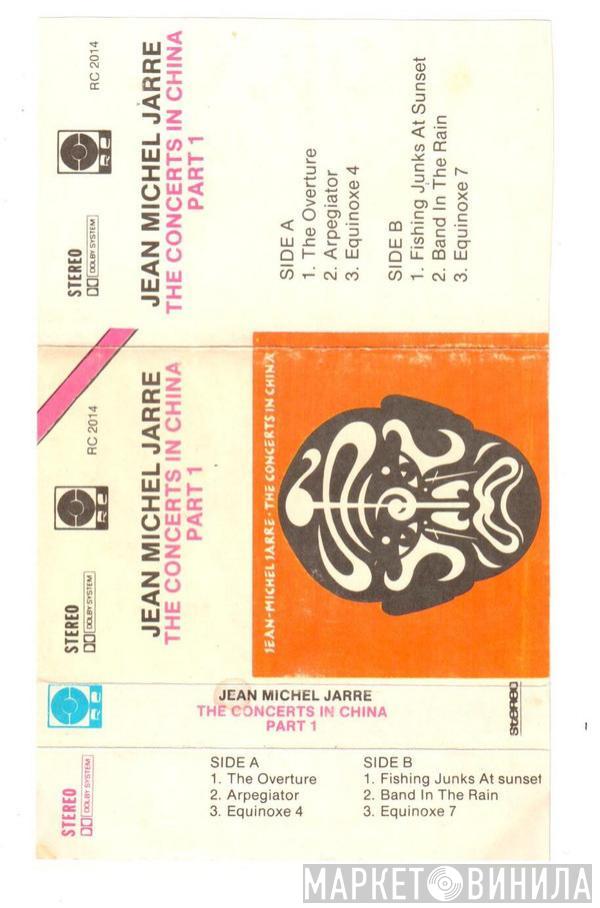 RC 2014
STEREO
DOLBY SYSTEM
JEAN MICHEL JARRE
THE CONCERTS IN CHINA
PART 1
SIDE A
1. The Overture
2. Arpegiator
3. Equinoxe 4
SIDE B
1. Fishing Junks At Sunset
2. Band In The Rain
3. Equinoxe 7
RC 2014
STEREO
DOLBY SYSTEM
JEAN MICHEL JARRE
THE CONCERTS IN CHINA
PART 1
JEAN-MICHEL JARRE · THE CONCERTS IN CHINA
JEAN MICHEL JARRE
THE CONCERTS IN CHINA
PART 1
stereo
STEREO
DOLBY SYSTEM
SIDE A
1. The Overture
2. Arpegiator
3. Equinoxe 4
SIDE B
1. Fishing Junks At sunset
2. Band In The Rain
3. Equinoxe 7
МАРКЕТ ВИНИЛА